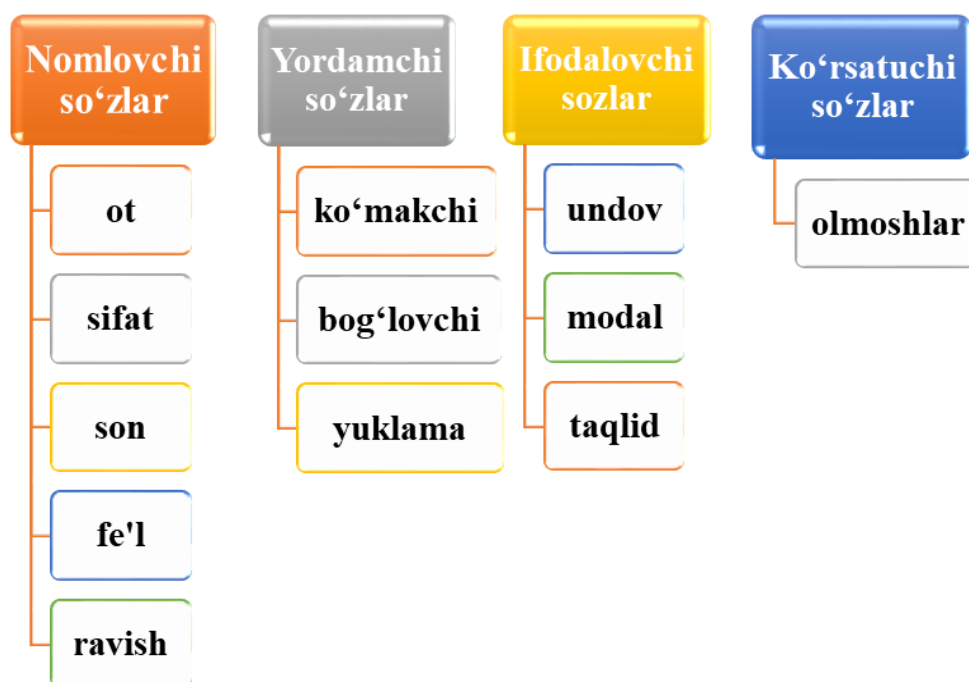 Nomlovchi
so‘zlar
ot
sifat
son
fe'l
ravish
Yordamchi
so‘zlar
ko‘makchi
bog‘lovchi
yuklama
Ifodalovchi
sozlar
undov
modal
taqlid
Ko‘rsatuchi
so‘zlar
olmoshlar